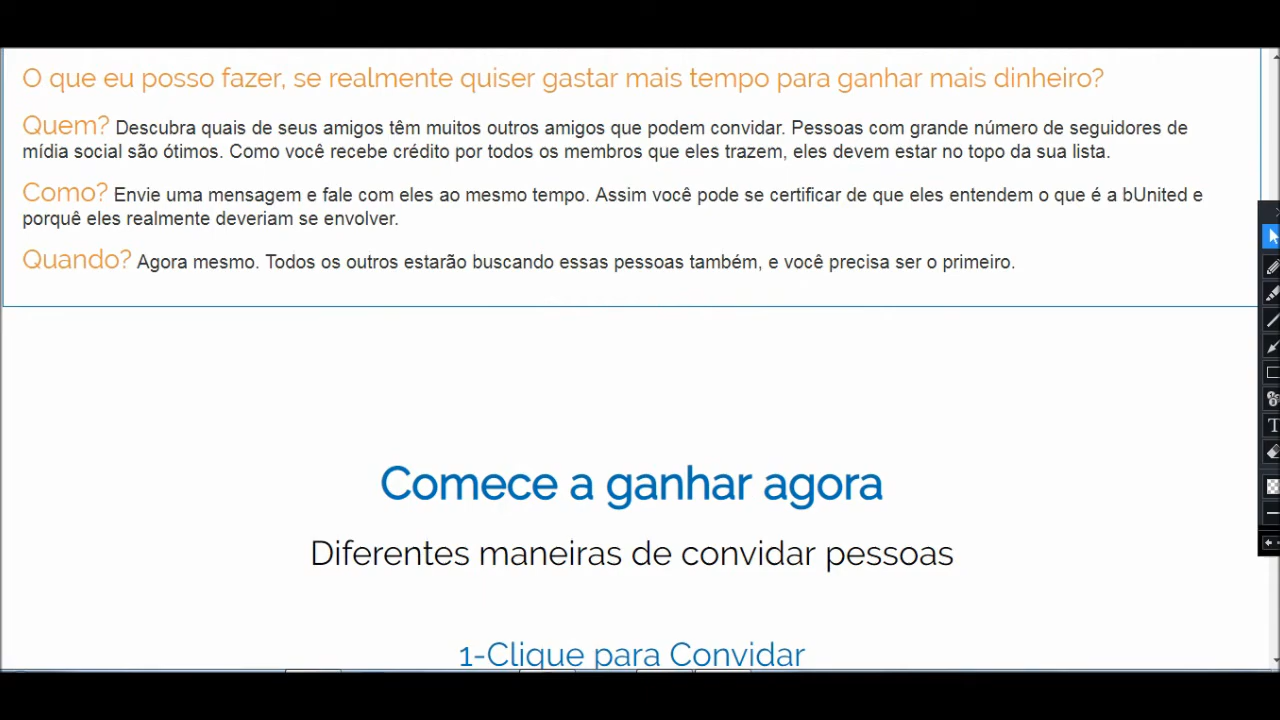 O que eu posso fazer, se realmente quiser gastar mais tempo para ganhar mais dinheiro?
Quem? Descubra quais de seus amigos têm muitos outros amigos que podem convidar. Pessoas com grande número de seguidores de
mídia social são ótimos. Como você recebe crédito por todos os membros que eles trazem, eles devem estar no topo da sua lista.
Como? Envie uma mensagem e fale com eles ao mesmo tempo. Assim você pode se certificar de que eles entendem o que é a bUnited e
porquê eles realmente deveriam se envolver.
Quando? Agora mesmo. Todos os outros estarão buscando essas pessoas também, e você precisa ser o primeiro.
Comece a ganhar agora
Diferentes maneiras de convidar pessoas
1-Clique para Convidar